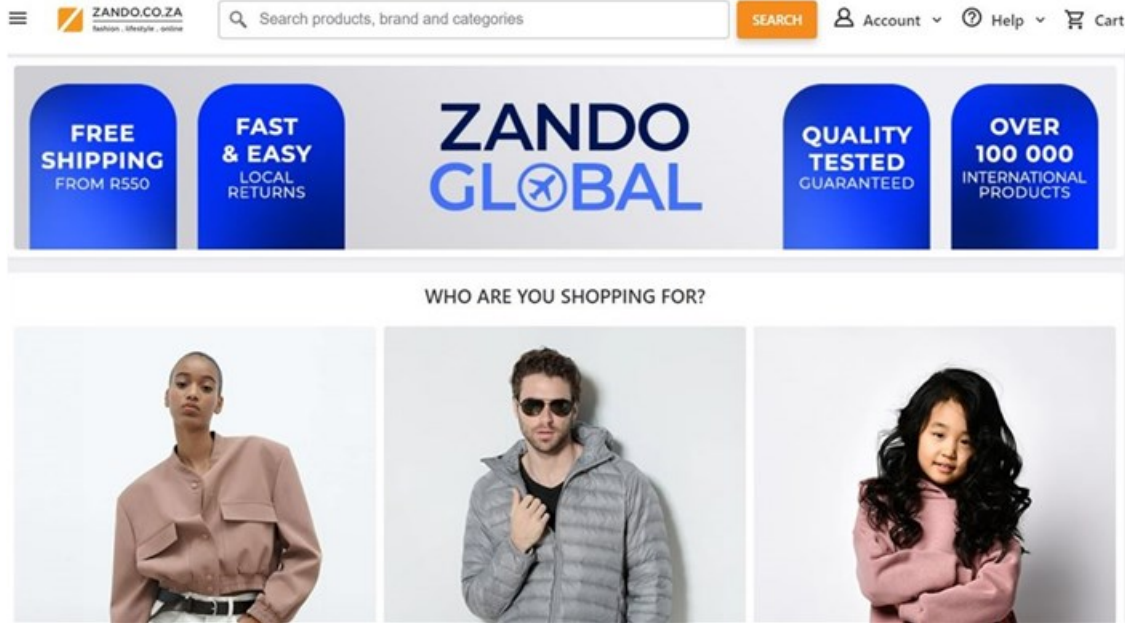 ZANDO.CO.ZA
fashion . lifestyle . online
Search products, brand and categories
SEARCH
Account
Help
Cart
FREE
SHIPPING
FROM R550
FAST
& EASY
LOCAL
RETURNS
ZANDO
GLOBAL
QUALITY
TESTED
GUARANTEED
OVER
100 000
INTERNATIONAL
PRODUCTS
WHO ARE YOU SHOPPING FOR?